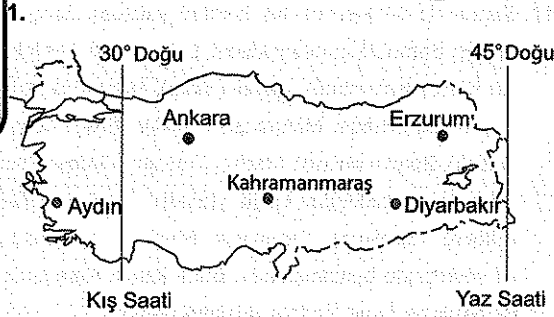 1.
30° Doğu 45° Doğu
Ankara Erzurum
Kahramanmaraş
Aydın Diyarbakır
Kış Saati Yaz Saati